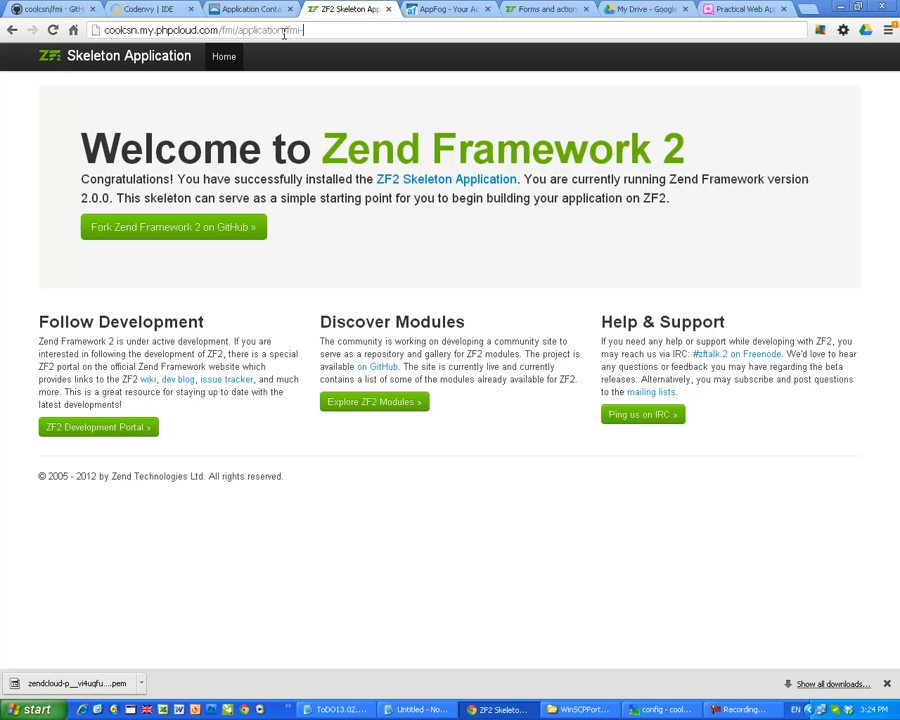 coolcsn/fmi · GitH
Codenvy | IDE
Application Conta
ZF2 Skeleton App
AppFog - Your Ac
Forms and action
My Drive - Google
Practical Web Ap
coolcsn.my.phpcloud.com/fmi/application/fmi-
ZF2 Skeleton Application
Home
Welcome to Zend Framework 2
Congratulations! You have successfully installed the ZF2 Skeleton Application. You are currently running Zend Framework version
2.0.0. This skeleton can serve as a simple starting point for you to begin building your application on ZF2.
Fork Zend Framework 2 on GitHub »
Follow Development
Zend Framework 2 is under active development. If you are
interested in following the development of ZF2, there is a special
ZF2 portal on the official Zend Framework website which
provides links to the ZF2 wiki, dev blog, issue tracker, and much
more. This is a great resource for staying up to date with the
latest developments!
ZF2 Development Portal »
Discover Modules
The community is working on developing a community site to
serve as a repository and gallery for ZF2 modules. The project is
available on GitHub. The site is currently live and currently
contains a list of some of the modules already available for ZF2.
Explore ZF2 Modules »
Help & Support
If you need any help or support while developing with ZF2, you
may reach us via IRC: #zftalk.2 on Freenode. We'd love to hear
any questions or feedback you may have regarding the beta
releases. Alternatively, you may subscribe and post questions
to the mailing lists.
Ping us on IRC »
© 2005 - 2012 by Zend Technologies Ltd. All rights reserved.
zendcloud-p__vi4uqfu....pem
Show all downloads...
start
ToDO13.02...
Untitled - No...
ZF2 Skeleto...
WinSCPPort...
config - cool...
Recording...
EN
3:24 PM